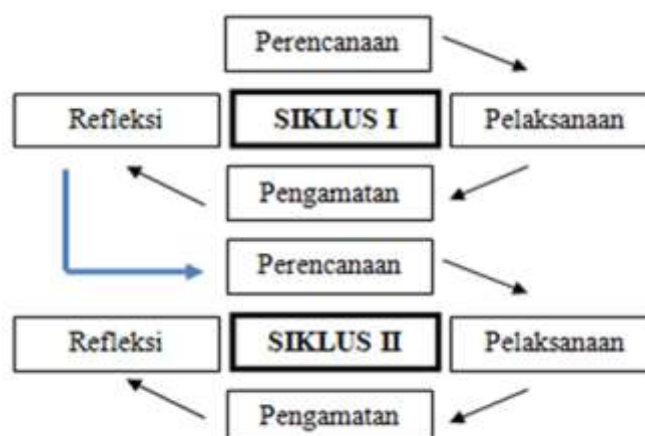 Perencanaan
Refleksi
SIKLUS I
Pelaksanaan
Pengamatan
Perencanaan
Refleksi
SIKLUS II
Pelaksanaan
Pengamatan